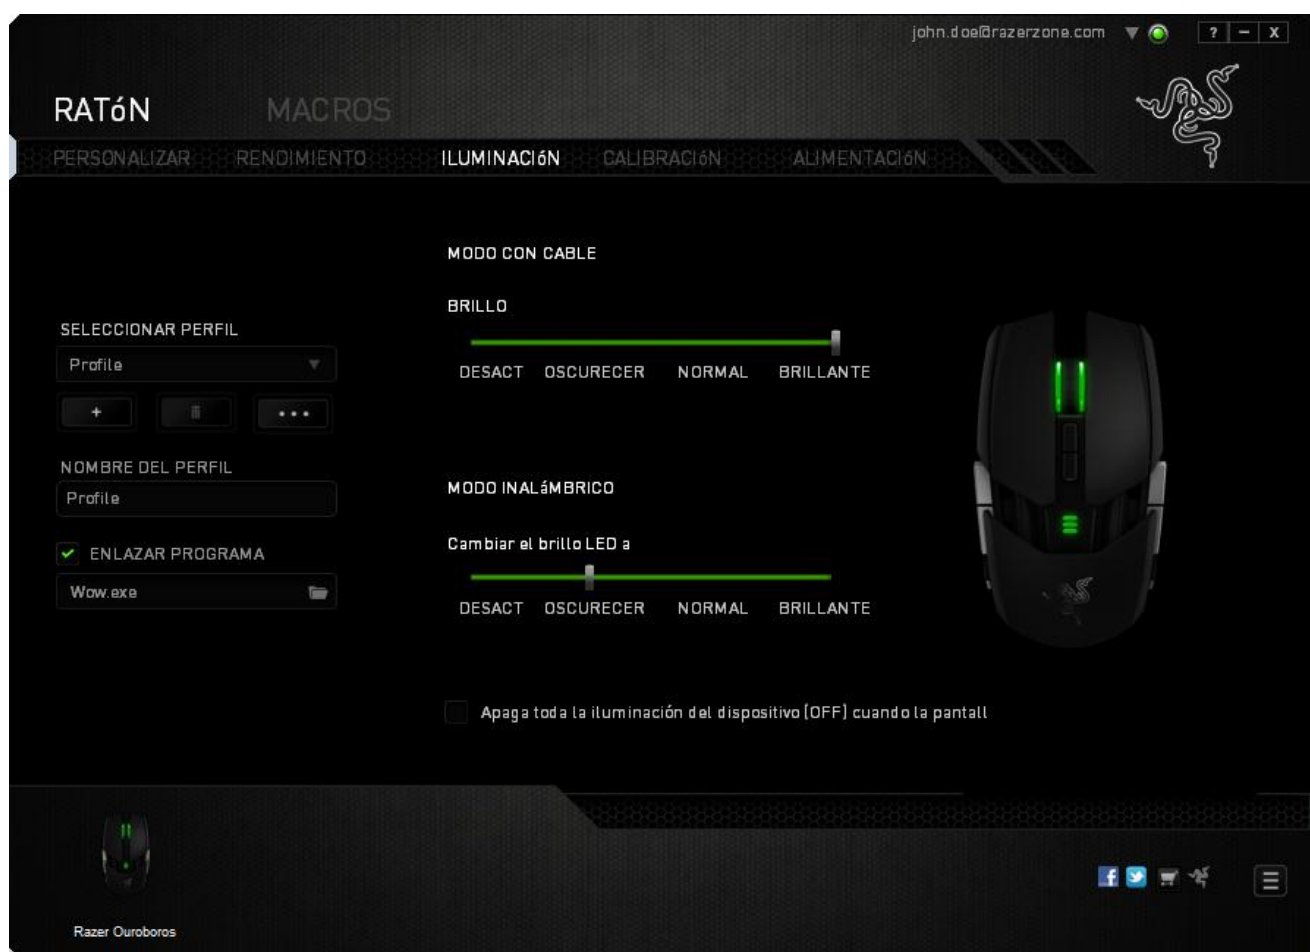 john.doe@razerzone.com
? – X
RATóN MACROS
PERSONALIZAR RENDIMIENTO ILUMINACIóN CALIBRACIóN ALIMENTACIóN
MODO CON CABLE
BRILLO
DESACT OSCURECER NORMAL BRILLANTE
SELECCIONAR PERFIL
Profile
+ •••
NOMBRE DEL PERFIL
Profile
ENLAZAR PROGRAMA
Wow.exe
MODO INALáMBRICO
Cambiar el brillo LED a
DESACT OSCURECER NORMAL BRILLANTE
Apaga toda la iluminación del dispositivo (OFF) cuando la pantall
Razer Ouroboros